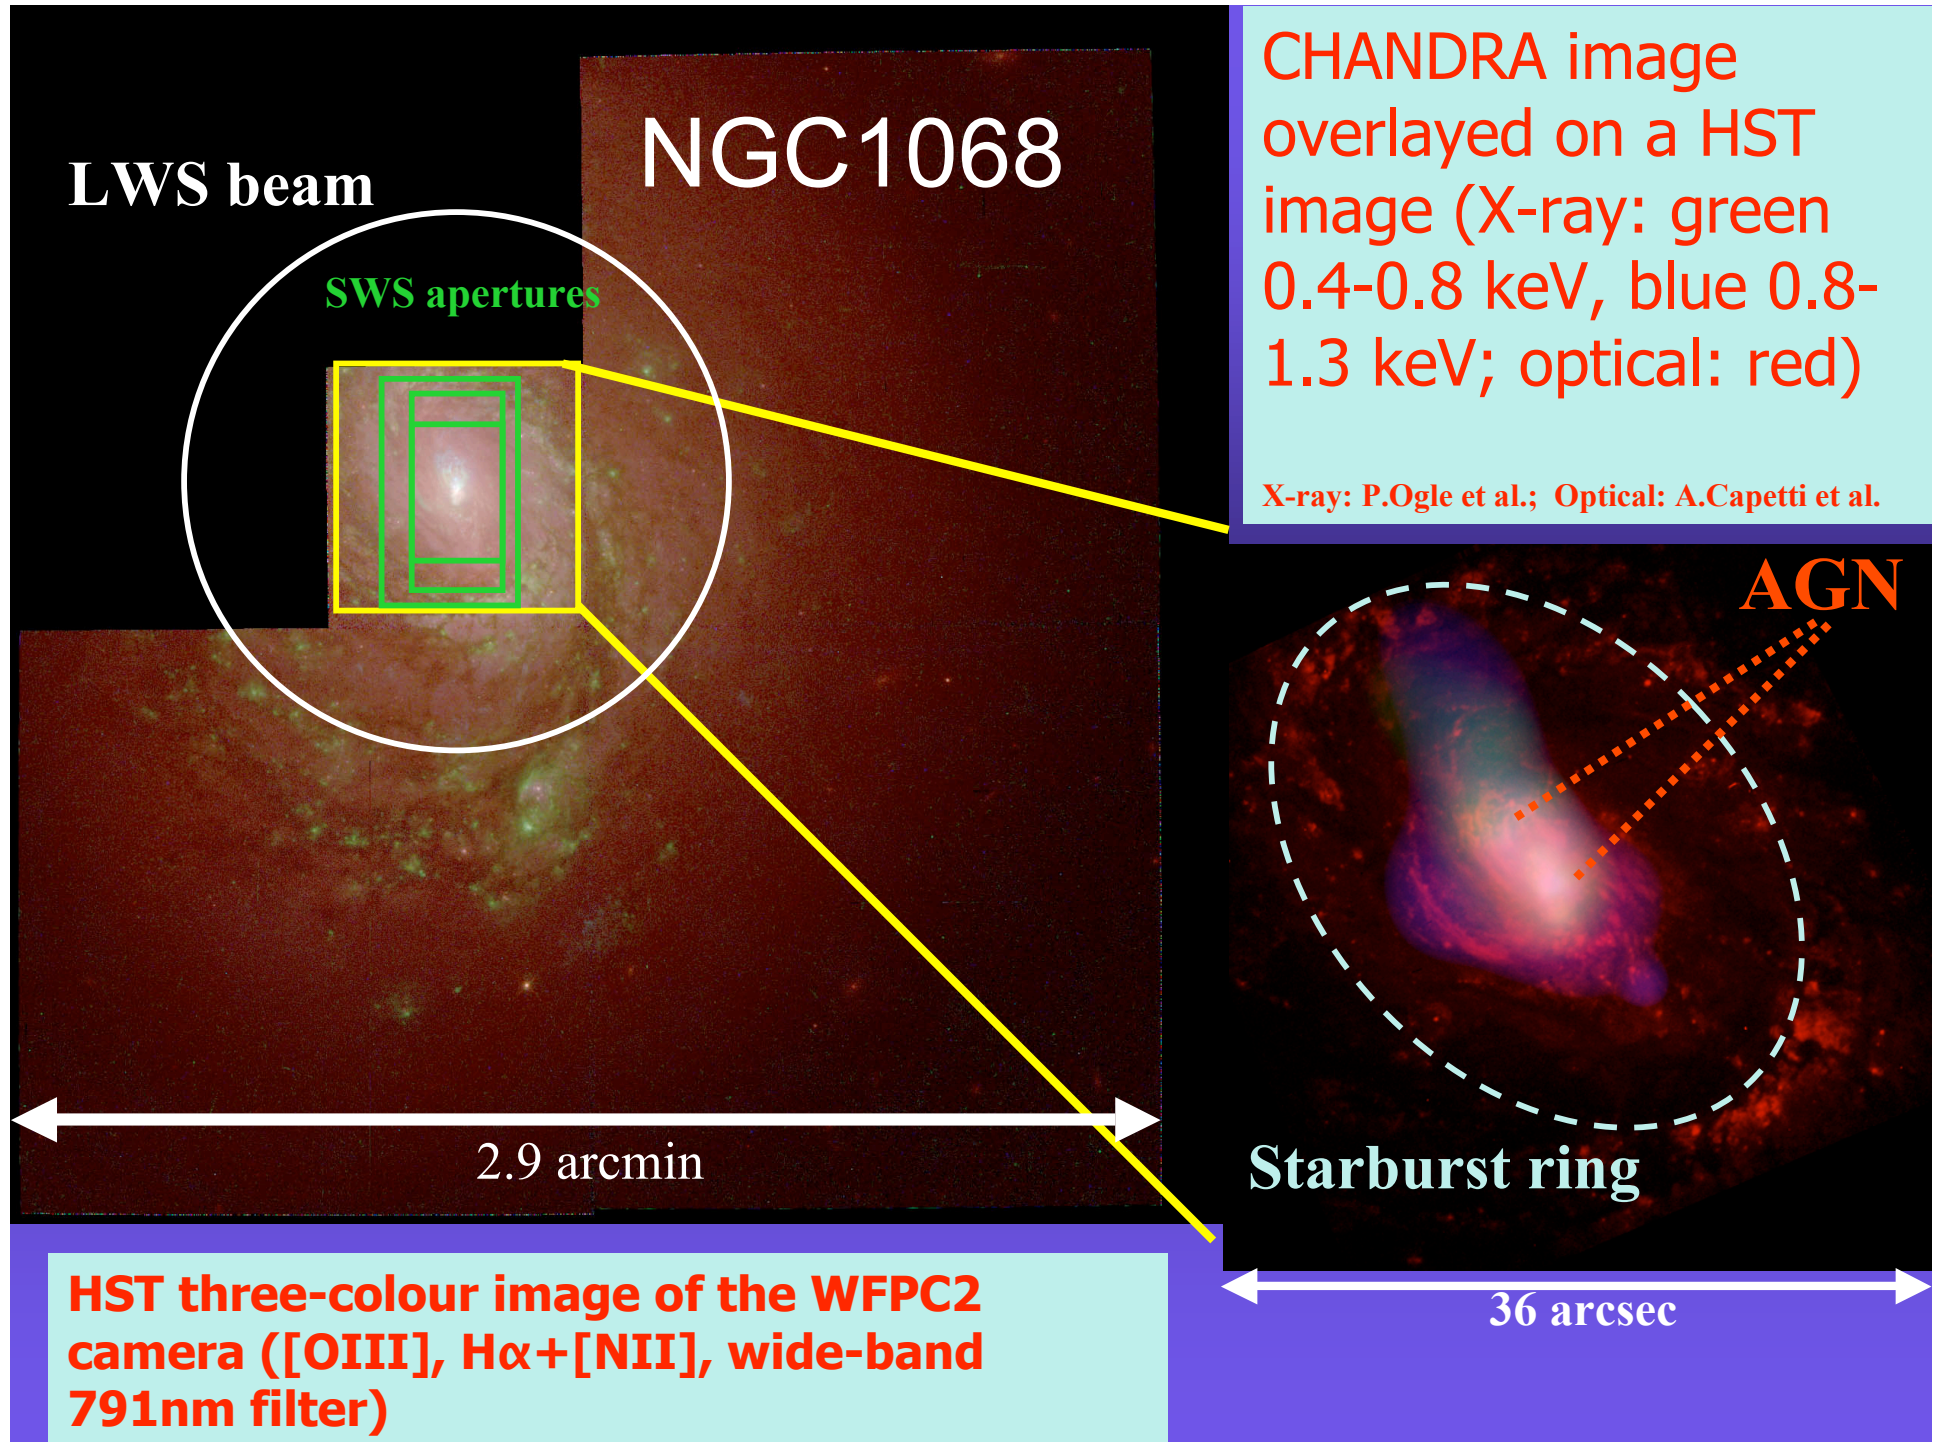 NGC1068
LWS beam
SWS apertures
2.9 arcmin
HST three-colour image of the WFPC2
camera ([OIII], Hα+[NII], wide-band
791nm filter)
CHANDRA image
overlayed on a HST
image (X-ray: green
0.4-0.8 keV, blue 0.8-
1.3 keV; optical: red)
X-ray: P.Ogle et al.; Optical: A.Capetti et al.
AGN
Starburst ring
36 arcsec